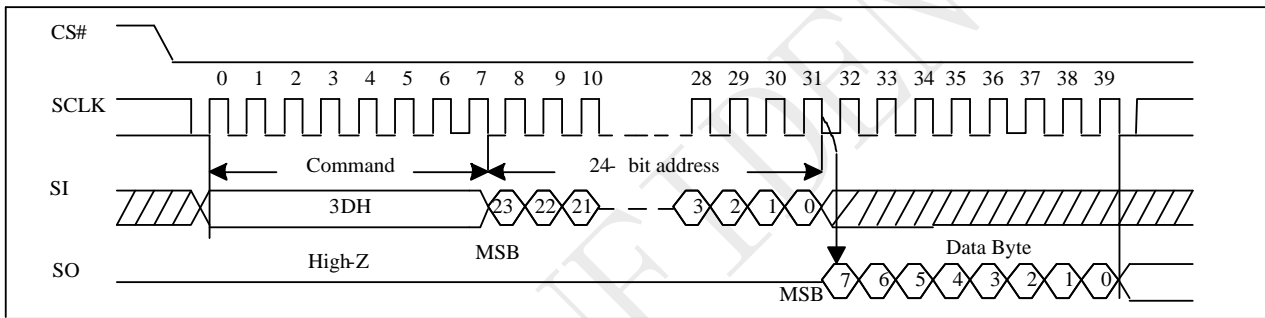 CS#
0 1 2 3 4 5 6 7 8 9 10 28 29 30 31 32 33 34 35 36 37 38 39
SCLK
Command 24- bit address
SI
3DH 23 22 21 3 2 1 0
High-Z MSB Data Byte
SO
MSB 7 6 5 4 3 2 1 0